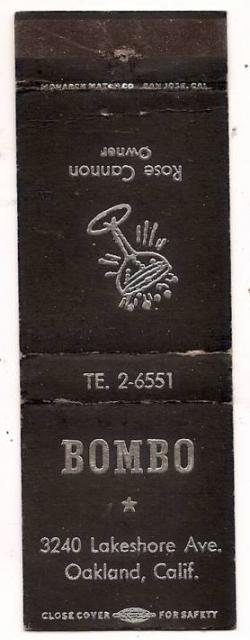 MONARCH MATCH CO. SAN JOSE, CAL.
Rose Cannon
Owner
TE. 2-6551
BOMBO
3240 Lakeshore Ave.
Oakland, Calif.
CLOSE COVER FOR SAFETY